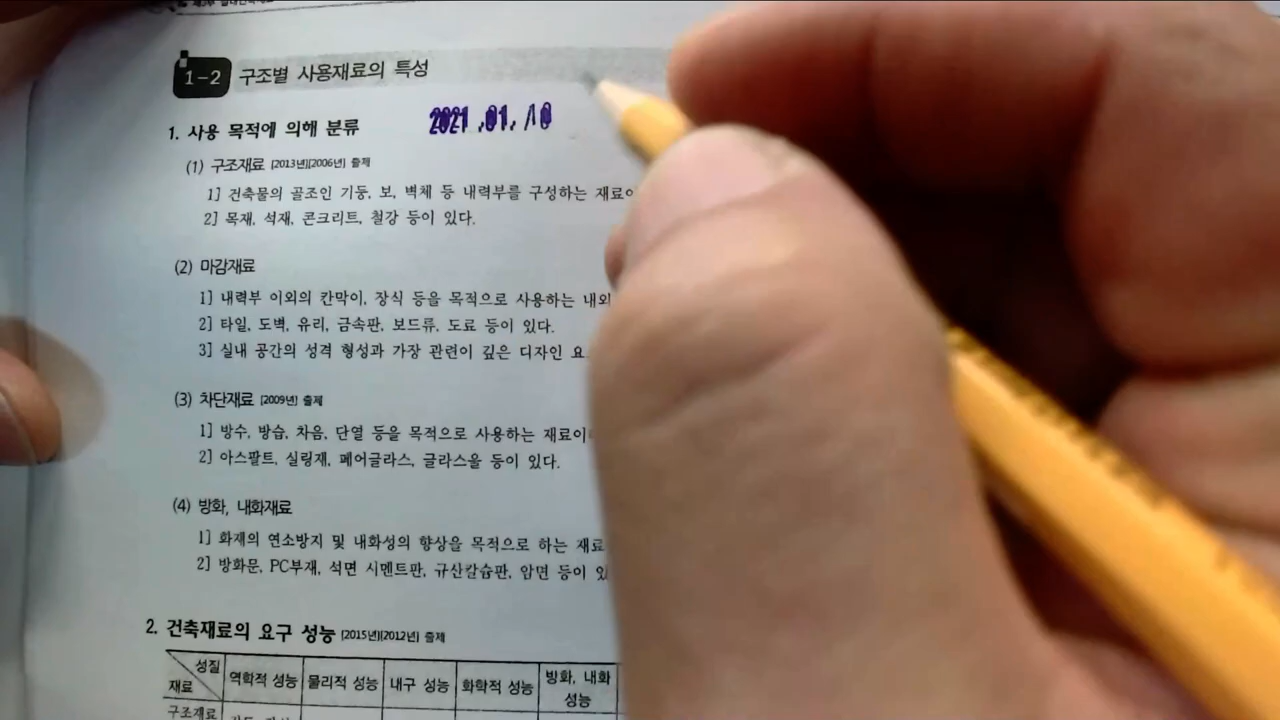 1-2 구조별 사용재료의 특성
1. 사용 목적에 의해 분류
2021.01.10
(1) 구조재료 [2013년][2006년] 출제
1] 건축물의 골조인 기둥, 보, 벽체 등 내력부를 구성하는 재료
2] 목재, 석재, 콘크리트, 철강 등이 있다.
(2) 마감재료
1] 내력부 이외의 칸막이, 장식 등을 목적으로 사용하는 내외
2] 타일, 도벽, 유리, 금속판, 보드류, 도료 등이 있다.
3] 실내 공간의 성격 형성과 가장 관련이 깊은 디자인 요
(3) 차단재료 [2009년] 출제
1] 방수, 방습, 차음, 단열 등을 목적으로 사용하는 재료이
2] 아스팔트, 실링재, 페어글라스, 글라스울 등이 있다.
(4) 방화, 내화재료
1] 화재의 연소방지 및 내화성의 향상을 목적으로 하는 재료
2] 방화문, PC부재, 석면 시멘트판, 규산칼슘판, 암면 등이 있
2. 건축재료의 요구 성능 [2015년][2012년] 출제
성질
재료
역학적 성능 물리적 성능 내구 성능 화학적 성능 방화, 내화 성능
구조재료